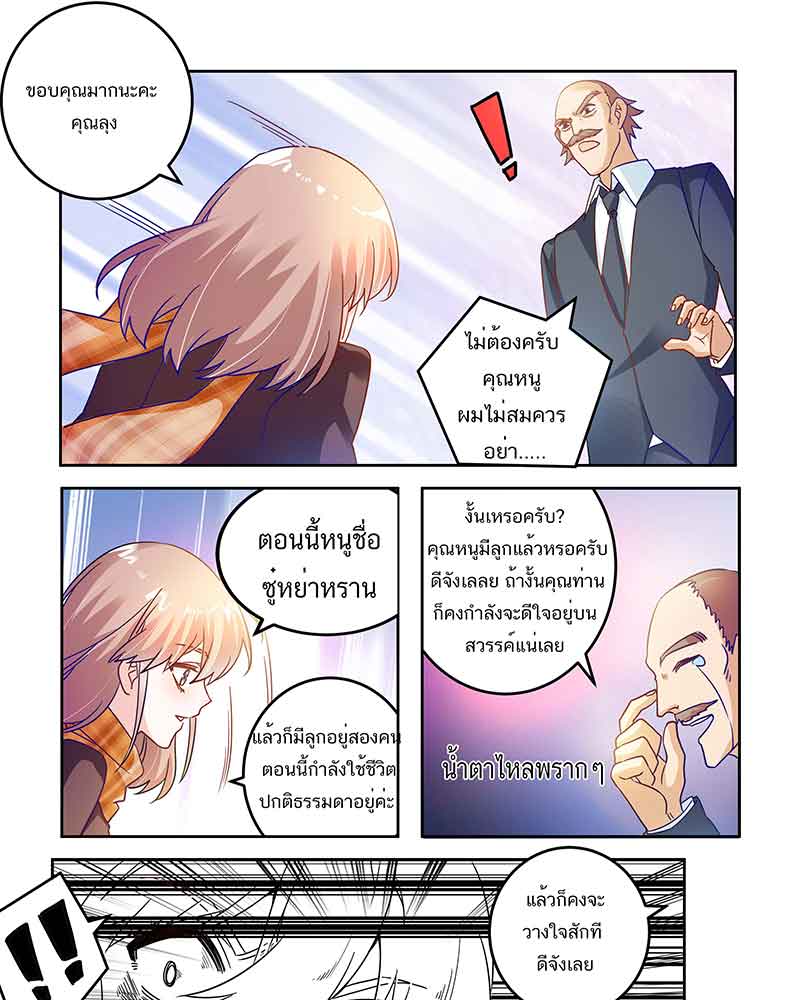 ขอบคุณมากนะคะ
คุณลุง
!
ไม่ต้องครับ
คุณหนู
ผมไม่สมควร
อย่า.....
ตอนนี้หนูชื่อ
ซู๋หย่าหราน
แล้วก็มีลูกอยู่สองคน
ตอนนี้กำลังใช้ชีวิต
ปกติธรรมดาอยู่ค่ะ
งั้นเหรอครับ?
คุณหนูมีลูกแล้วหรอครับ
ดีจังเลลย ถ้างั้นคุณท่าน
ก็คงกำลังจะดีใจอยู่บน
สวรรค์แน่เลย
น้ำตาไหลพรากๆ
!!
แล้วก็คงจะ
วางใจสักที
ดีจังเลย